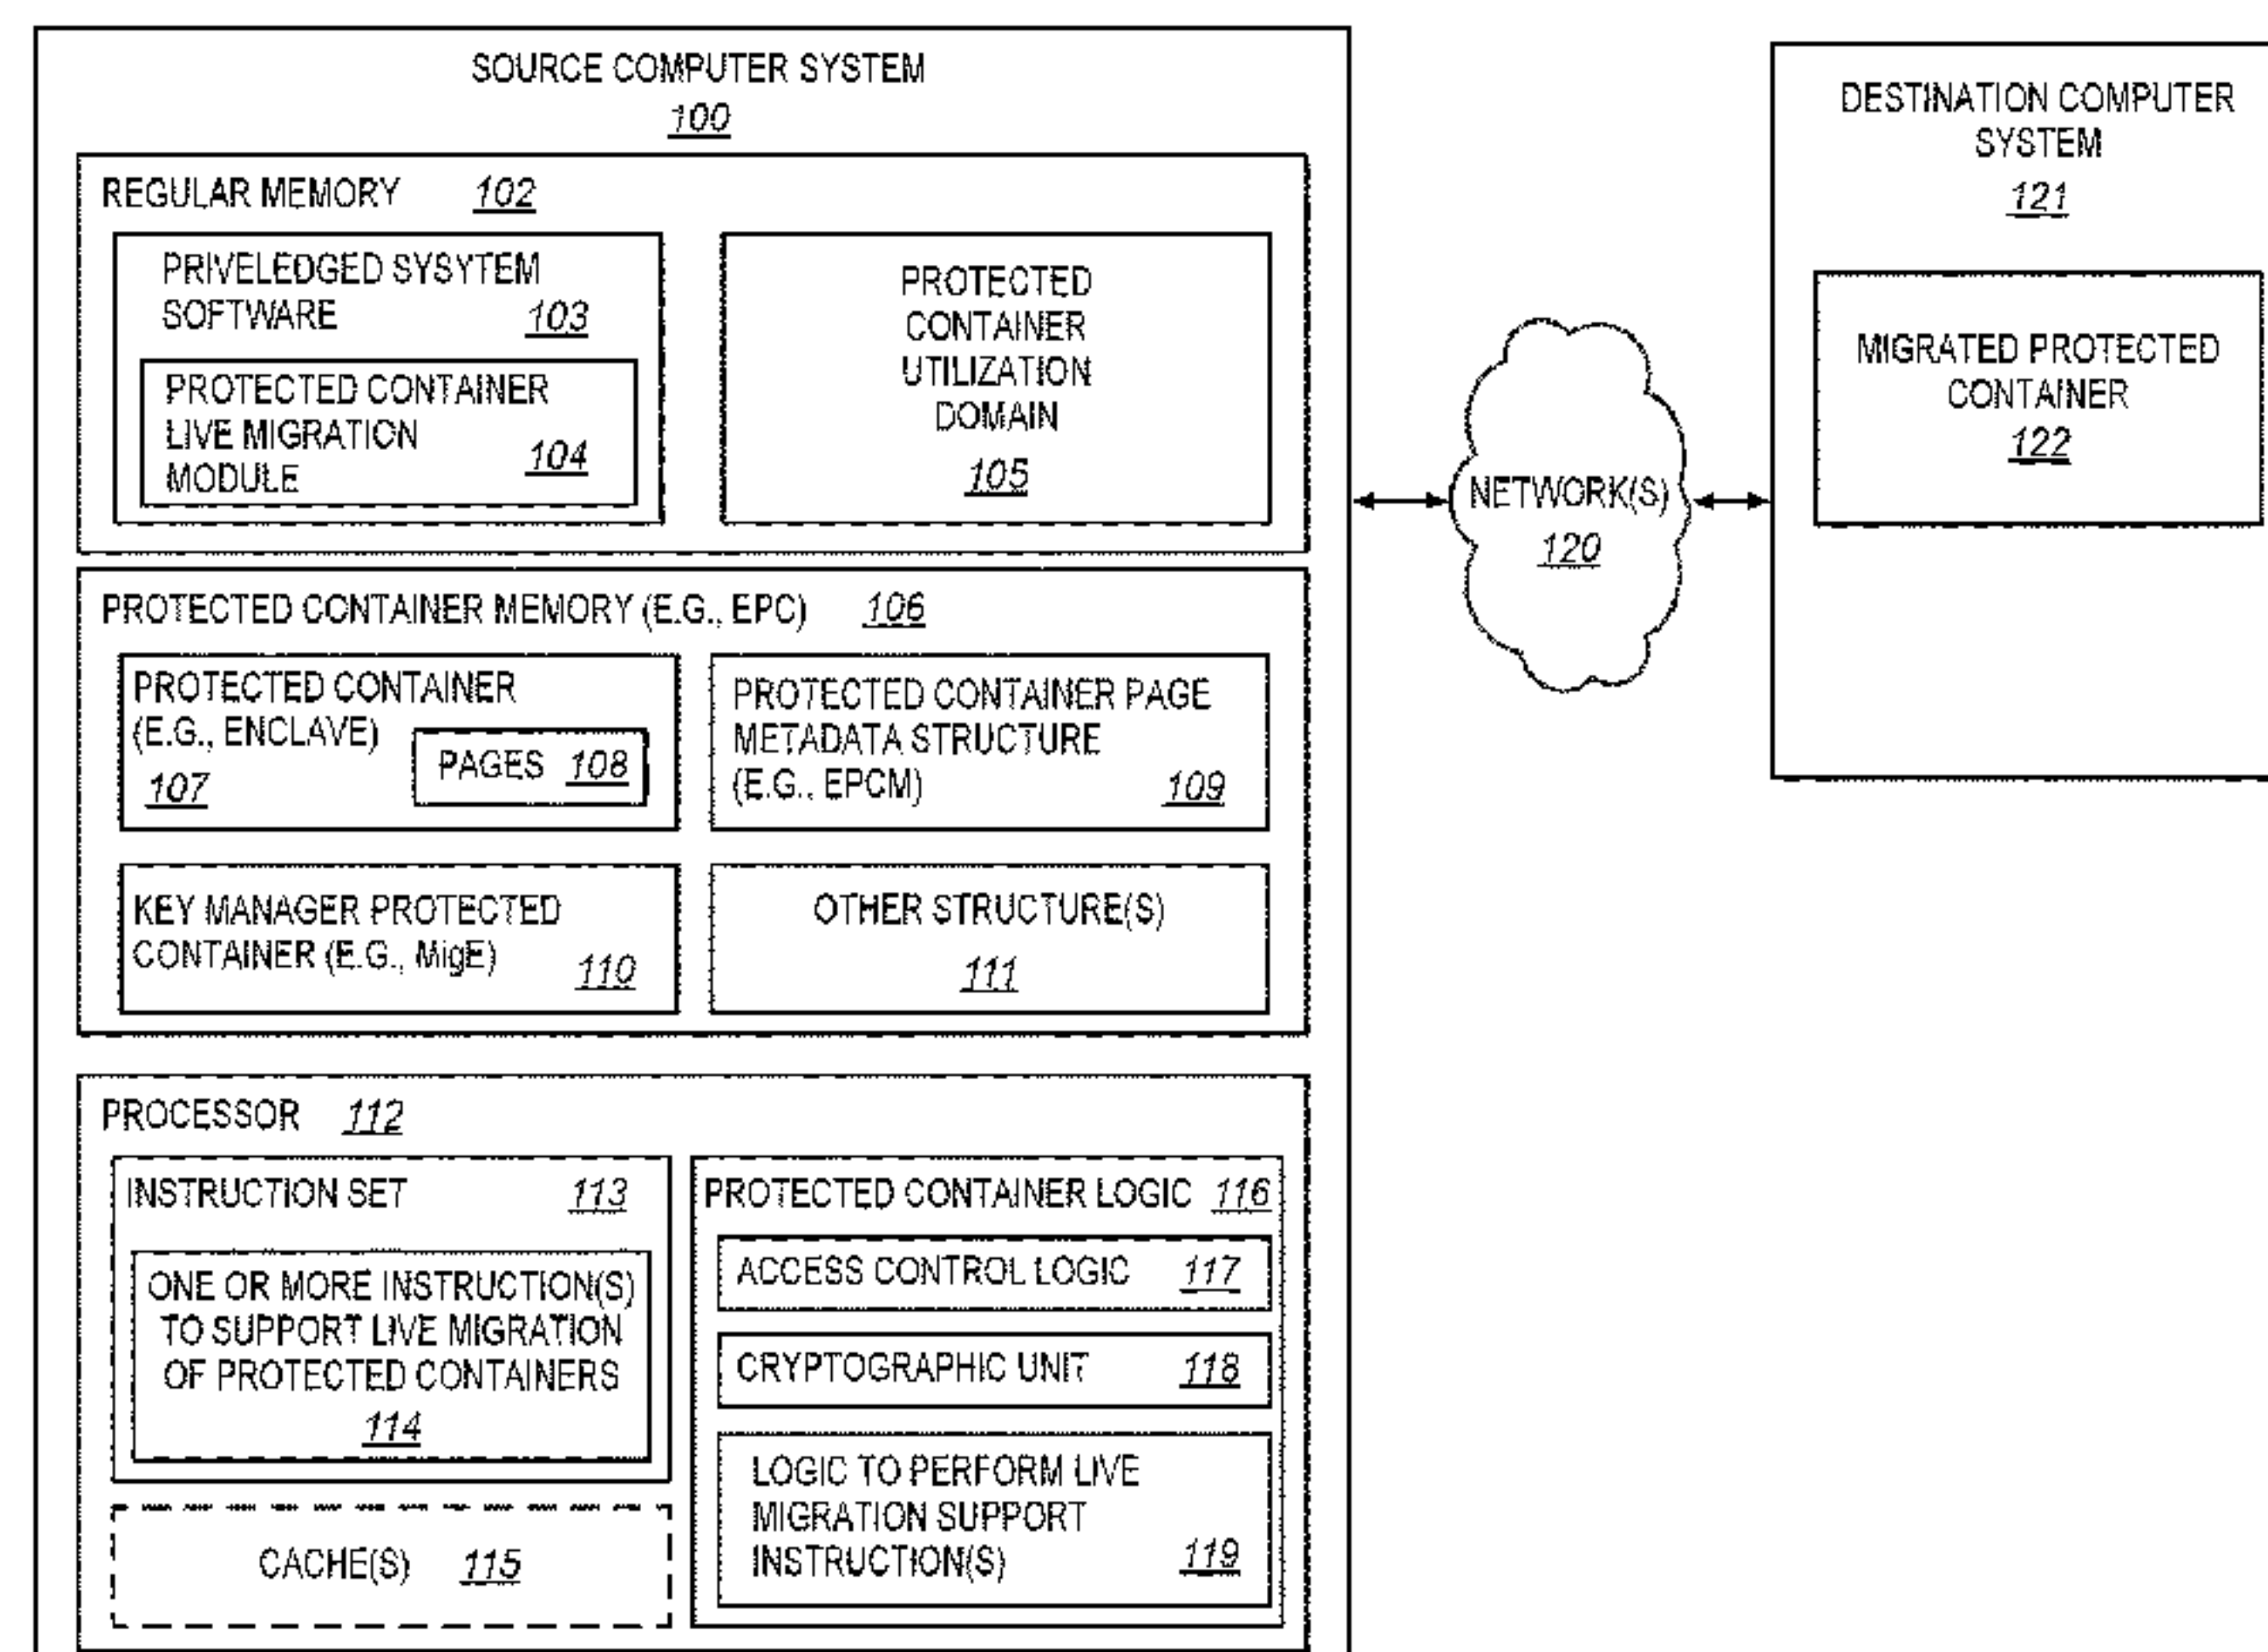 SOURCE COMPUTER SYSTEM
100
REGULAR MEMORY 102
PRIVELEDGED SYSYTEM
SOFTWARE 103
PROTECTED CONTAINER
LIVE MIGRATION
MODULE 104
PROTECTED
CONTAINER
UTILIZATION
DOMAIN
105
PROTECTED CONTAINER MEMORY (E.G., EPC) 106
PROTECTED CONTAINER
(E.G., ENCLAVE)
107
PAGES 108
PROTECTED CONTAINER PAGE
METADATA STRUCTURE
(E.G., EPCM) 109
KEY MANAGER PROTECTED
CONTAINER (E.G., MigE) 110
OTHER STRUCTURE(S)
111
PROCESSOR 112
INSTRUCTION SET 113
ONE OR MORE INSTRUCTION(S)
TO SUPPORT LIVE MIGRATION
OF PROTECTED CONTAINERS
114
CACHE(S) 115
PROTECTED CONTAINER LOGIC 116
ACCESS CONTROL LOGIC 117
CRYPTOGRAPHIC UNIT 118
LOGIC TO PERFORM LIVE
MIGRATION SUPPORT
INSTRUCTION(S) 119
NETWORK(S)
120
DESTINATION COMPUTER
SYSTEM
121
MIGRATED PROTECTED
CONTAINER
122